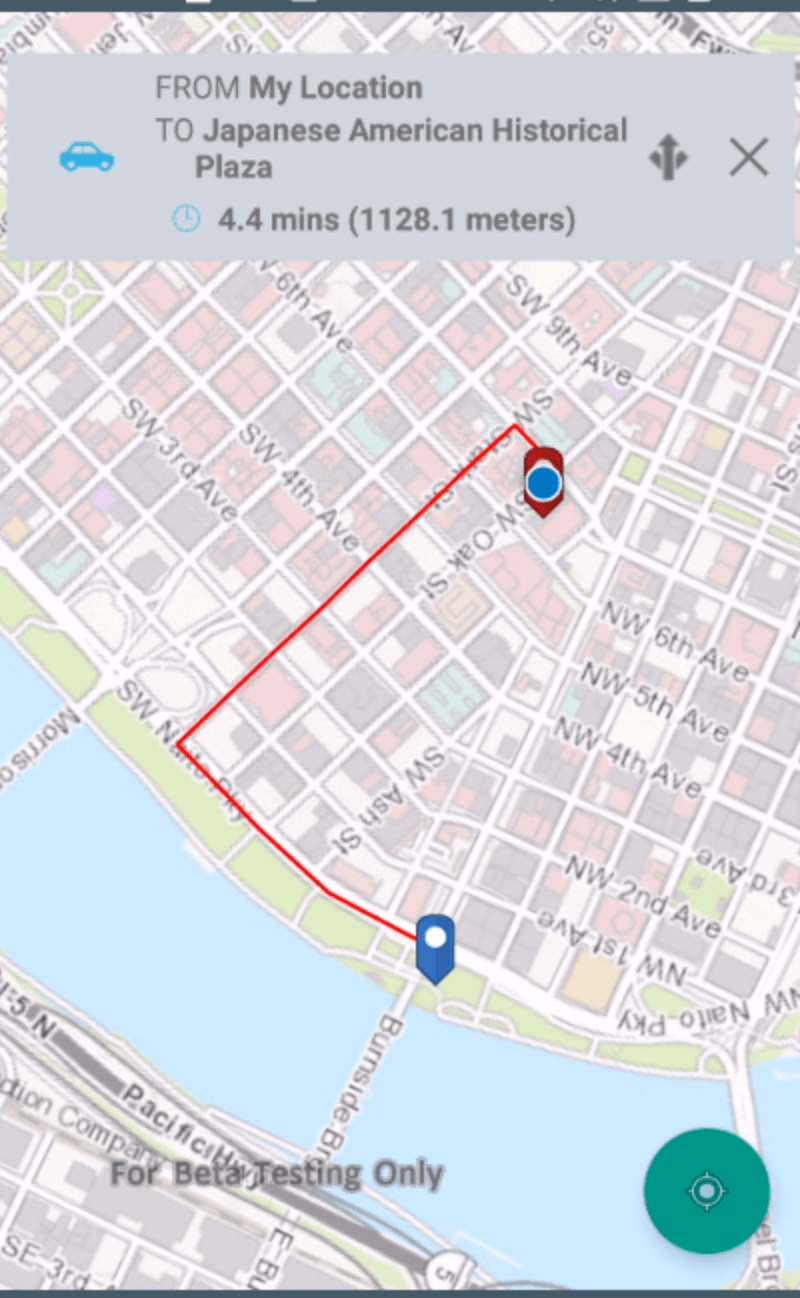 FROM My Location
TO Japanese American Historical
Plaza
4.4 mins (1128.1 meters)
SW 9th Ave
6th Ave
SW 3rd Ave
SW 4th Ave
SW
Stark St
SW Oak St
NW 6th Ave
NW 5th Ave
NW 4th Ave
SW Naito Pky
SW Ash
St
3rd Ave
NW 2nd Ave
NW 1st Ave
NW Naito Pky
NW
Burnside Br
5 N
Pacific Hwy
For Beta Testing Only
SE 3rd A
E Bu
5